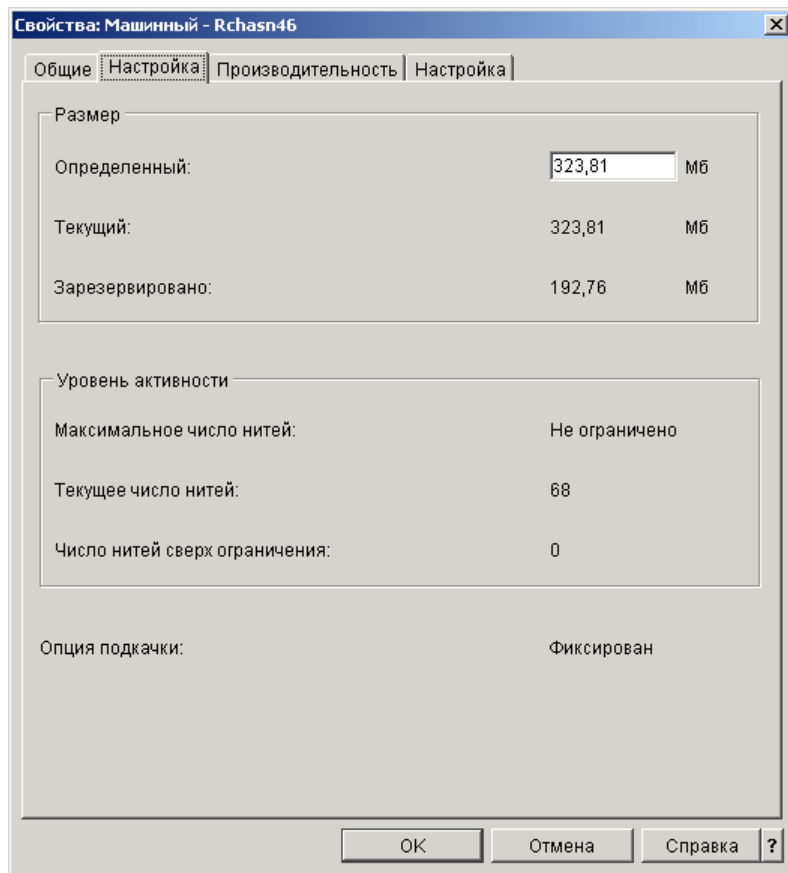 Свойства: Машинный - Rchasn46
Общие Настройка Производительность Настройка
Размер
Определенный: 323,81 Мб
Текущий: 323,81 Мб
Зарезервировано: 192,76 Мб
Уровень активности
Максимальное число нитей: Не ограничено
Текущее число нитей: 68
Число нитей сверх ограничения: 0
Опция подкачки: Фиксирован
OK Отмена Справка ?